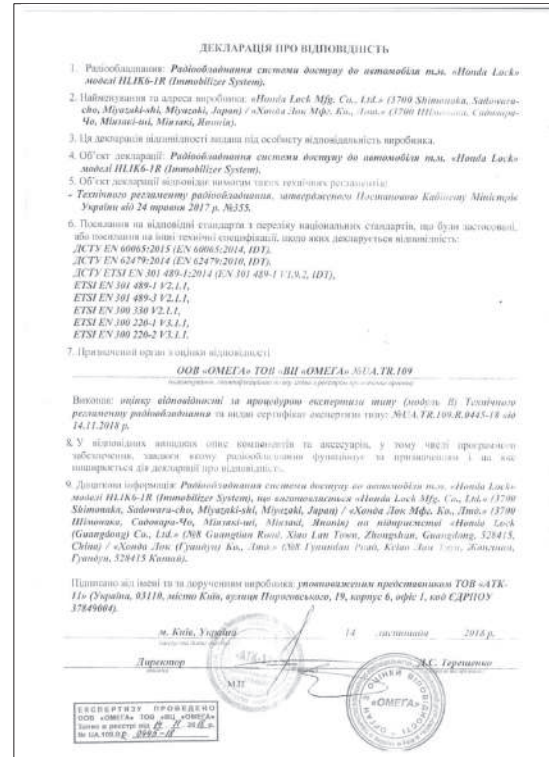 ДЕКЛАРАЦІЯ ПРО ВІДПОВІДНІСТЬ
1. Радіообладнання: Радіообладнання системи доступу до автомобіля т.м. «Honda Lock»
моделі HLIK6-1R (Immobilizer System).
2. Найменування та адреса виробника: «Honda Lock Mfg. Co., Ltd.» (3700 Shimonaka, Sadowara-
cho, Miyazaki-shi, Miyazaki, Japan) / «Хонда Лок Мфг. Ко., Лтд.» (3700 Шімонака, Садовара-
Чо, Міязакі-ші, Міязакі, Японія).
3. Ця декларація відповідності видана під особисту відповідальність виробника.
4. Об'єкт декларації: Радіообладнання системи доступу до автомобіля т.м. «Honda Lock»
моделі HLIK6-1R (Immobilizer System).
5. Об'єкт декларації відповідає вимогам таких технічних регламентів:
- Технічного регламенту радіообладнання, затвердженого Постановою Кабінету Міністрів
України від 24 травня 2017 р. №355.
6. Посилання на відповідні стандарти з переліку національних стандартів, що були застосовані,
або посилання на інші технічні специфікації, щодо яких декларується відповідність:
ДСТУ EN 60065:2015 (EN 60065:2014, IDT),
ДСТУ EN 62479:2014 (EN 62479:2010, IDT),
ДСТУ ETSI EN 301 489-1:2014 (EN 301 489-1 V1.9.2, IDT),
ETSI EN 301 489-1 V2.1.1,
ETSI EN 301 489-3 V2.1.1,
ETSI EN 300 330 V2.1.1,
ETSI EN 300 220-1 V3.1.1,
ETSI EN 300 220-2 V3.1.1.
7. Призначений орган з оцінки відповідності
ООВ «ОМЕГА» ТОВ «ВЦ «ОМЕГА» №UA.TR.109
Виконав: оцінку відповідності за процедурою експертизи типу (модуль В) Технічного
регламенту радіообладнання та видав сертифікат експертизи типу: №UA.TR.109.R.0445-18 від
14.11.2018 р.
8. У відповідних випадках опис компонентів та аксесуарів, у тому числі програмного
забезпечення, завдяки якому радіообладнання функціонує за призначенням і на які
поширюється дія декларації про відповідність.
9. Додаткова інформація: Радіообладнання системи доступу до автомобіля т.м. «Honda Lock»
моделі HLIK6-1R (Immobilizer System), що виготовляється «Honda Lock Mfg. Co., Ltd.» (3700
Shimonaka, Sadowara-cho, Miyazaki-shi, Miyazaki, Japan) / «Хонда Лок Мфг. Ко., Лтд.» (3700
Шімонака, Садовара-Чо, Міязакі-ші, Міязакі, Японія) на підприємстві «Honda Lock
(Guangdong) Co., Ltd.» (№8 Guangtian Road, Xiao Lan Town, Zhongshan, Guangdong, 528415,
China) / «Хонда Лок (Гуандун) Ко., Лтд.»
Гуандун, 528415 Китай).
Підписано від імені та за дорученням виробника: уповноваженим представником ТОВ «АТК-
11» (Україна, 03110, місто Київ, вулиця Пироговського, 19, корпус 6, офіс 1, код ЄДРПОУ
37849004).
м. Київ, Україна 14 листопада 2018 р.
Директор Д.С. Терещенко
М.П.
ЕКСПЕРТИЗУ ПРОВЕДЕНО
ООВ «ОМЕГА» ТОВ «ВЦ «ОМЕГА»
Запис в реєстрі від 14 11 2018 р.
№ UA.109.DР. 0445-18
ОРГАН З ОЦІНКИ ВІДПОВІДНОСТІ
«ОМЕГА»